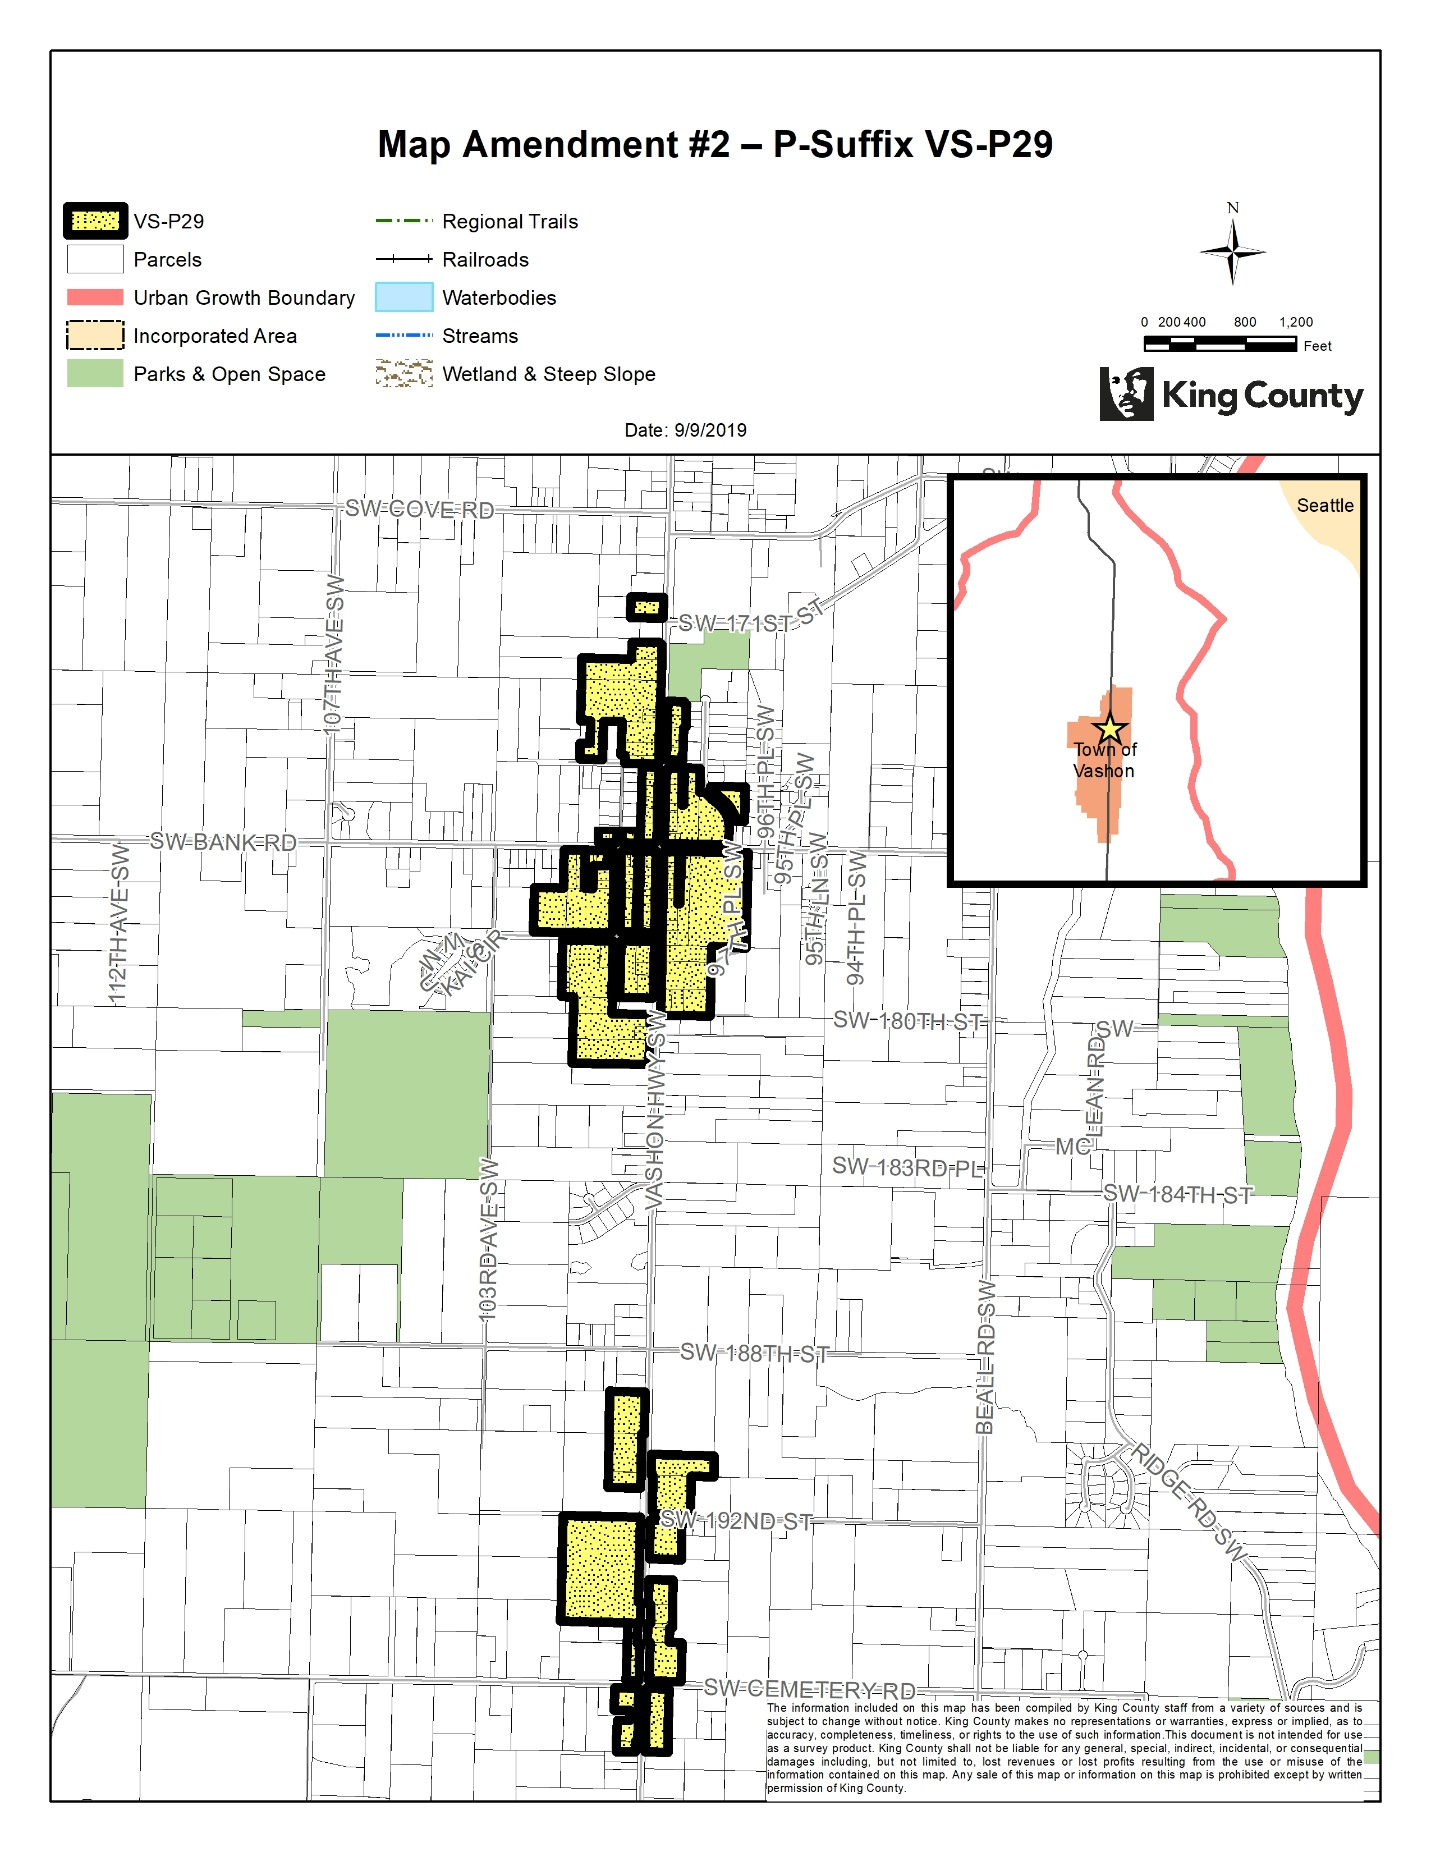 Map Amendment #2 – P-Suffix VS-P29
VS-P29
Parcels
Urban Growth Boundary
Incorporated Area
Parks & Open Space
Regional Trails
Railroads
Waterbodies
Streams
Wetland & Steep Slope
N
0 200 400 800 1,200
Feet
King County
Date: 9/9/2019
SW COVE RD
Seattle
107TH AVE SW
SW 171ST ST
Town of
Vashon
96TH PL SW
95TH PL SW
SW BANK RD
112TH AVE SW
95TH LN SW
94TH PL SW
PL SW
KAI CIR
SW 180TH ST
SW
VASHON HWY SW
MC LEAN RD
SW 183RD PL
SW 184TH ST
103RD AVE SW
BEALL RD SW
SW 188TH ST
RIDGE RD SW
SW 192ND ST
SW CEMETERY RD
The information included on this map has been compiled by King County staff from a variety of sources and is
subject to change without notice. King County makes no representations or warranties, express or implied, as to
accuracy, completeness, timeliness, or rights to the use of such information.This document is not intended for use
as a survey product. King County shall not be liable for any general, special, indirect, incidental, or consequential
damages including, but not limited to, lost revenues or lost profits resulting from the use or misuse of the
information contained on this map. Any sale of this map or information on this map is prohibited except by written
permission of King County.